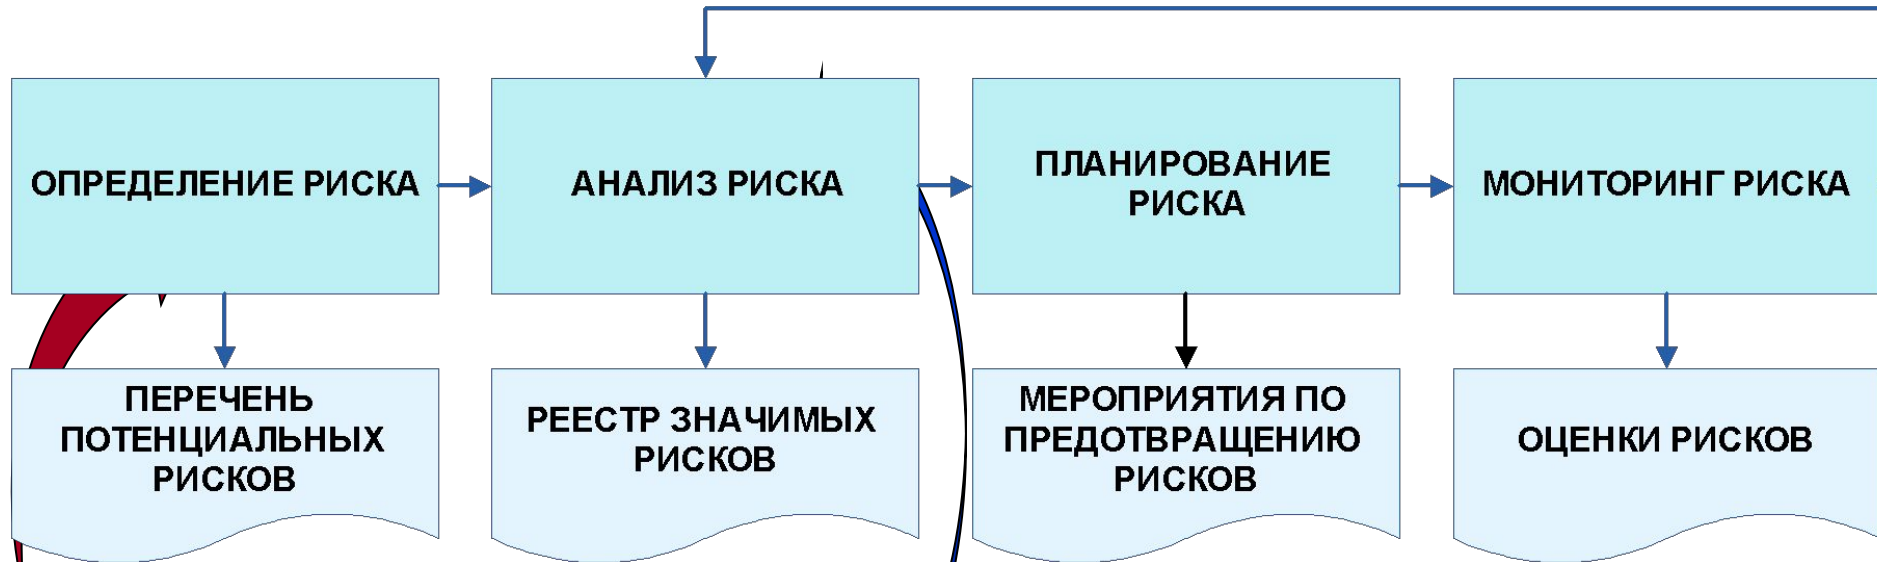 ОПРЕДЕЛЕНИЕ РИСКА
АНАЛИЗ РИСКА
ПЛАНИРОВАНИЕ
РИСКА
МОНИТОРИНГ РИСКА
ПЕРЕЧЕНЬ
ПОТЕНЦИАЛЬНЫХ
РИСКОВ
РЕЕСТР ЗНАЧИМЫХ
РИСКОВ
МЕРОПРИЯТИЯ ПО
ПРЕДОТВРАЩЕНИЮ
РИСКОВ
ОЦЕНКИ РИСКОВ